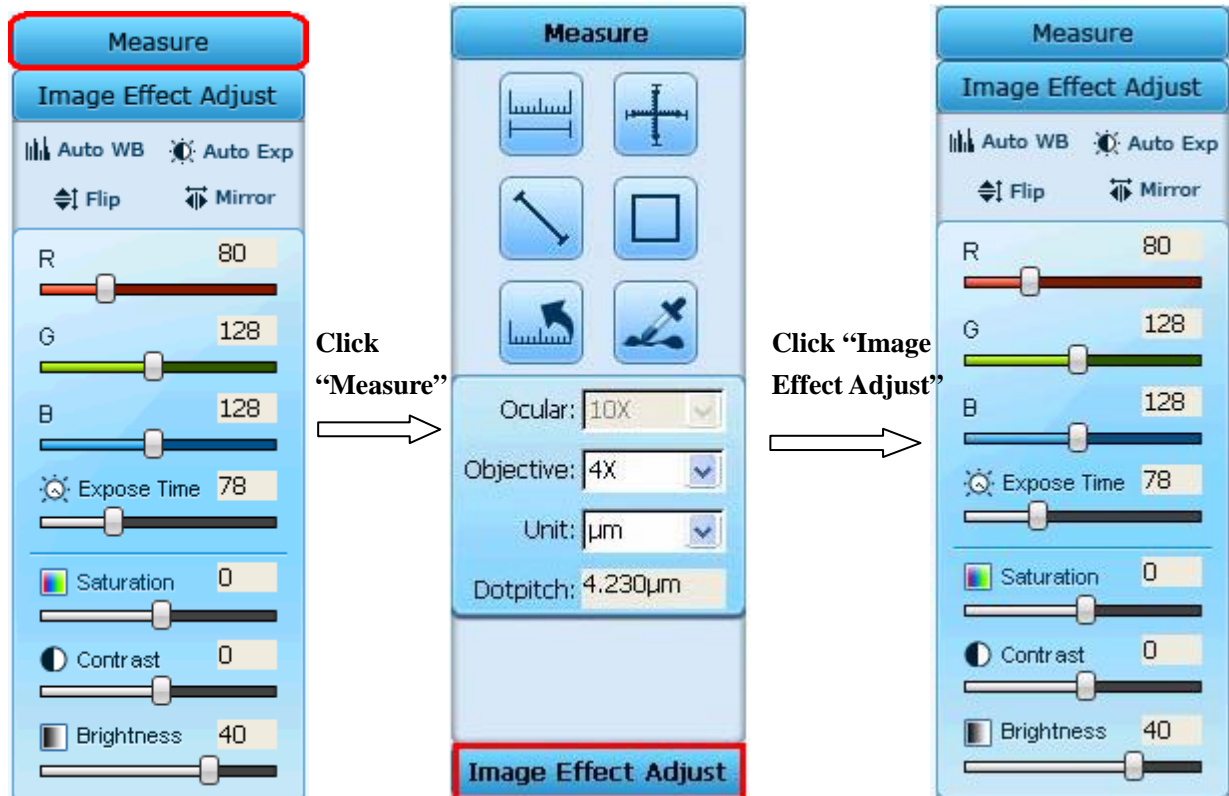 Measure
Image Effect Adjust
Auto WB
Auto Exp
Flip
Mirror
R
80
G
128
B
128
Expose Time
78
Saturation
0
Contrast
0
Brightness
40
Click
“Measure”
Measure
Ocular:
10X
Objective:
4X
Unit:
μm
Dotpitch:
4.230μm
Image Effect Adjust
Click “Image
Effect Adjust”
Measure
Image Effect Adjust
Auto WB
Auto Exp
Flip
Mirror
R
80
G
128
B
128
Expose Time
78
Saturation
0
Contrast
0
Brightness
40